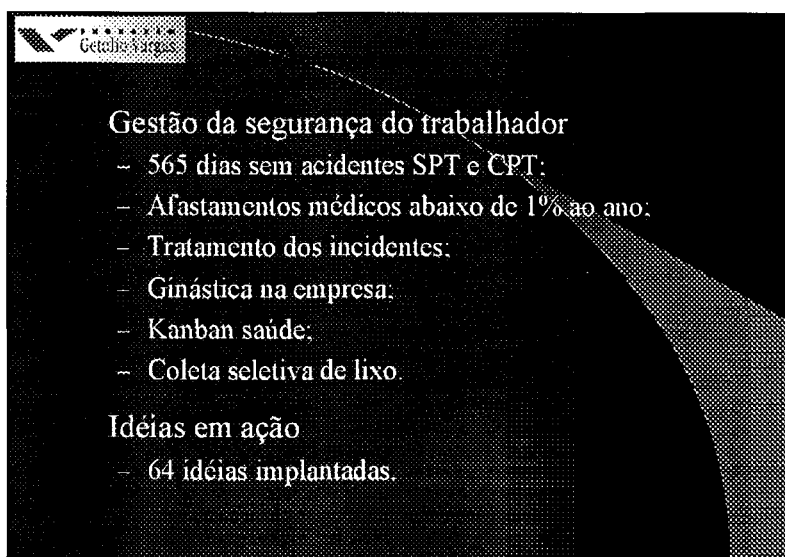 FUNDAÇÃO
Getulio Vargas
Gestão da segurança do trabalhador
– 565 dias sem acidentes SPT e CPT;
– Afastamentos médicos abaixo de 1% ao ano;
– Tratamento dos incidentes;
– Ginástica na empresa;
– Kanban saúde;
– Coleta seletiva de lixo.
Idéias em ação
– 64 idéias implantadas.